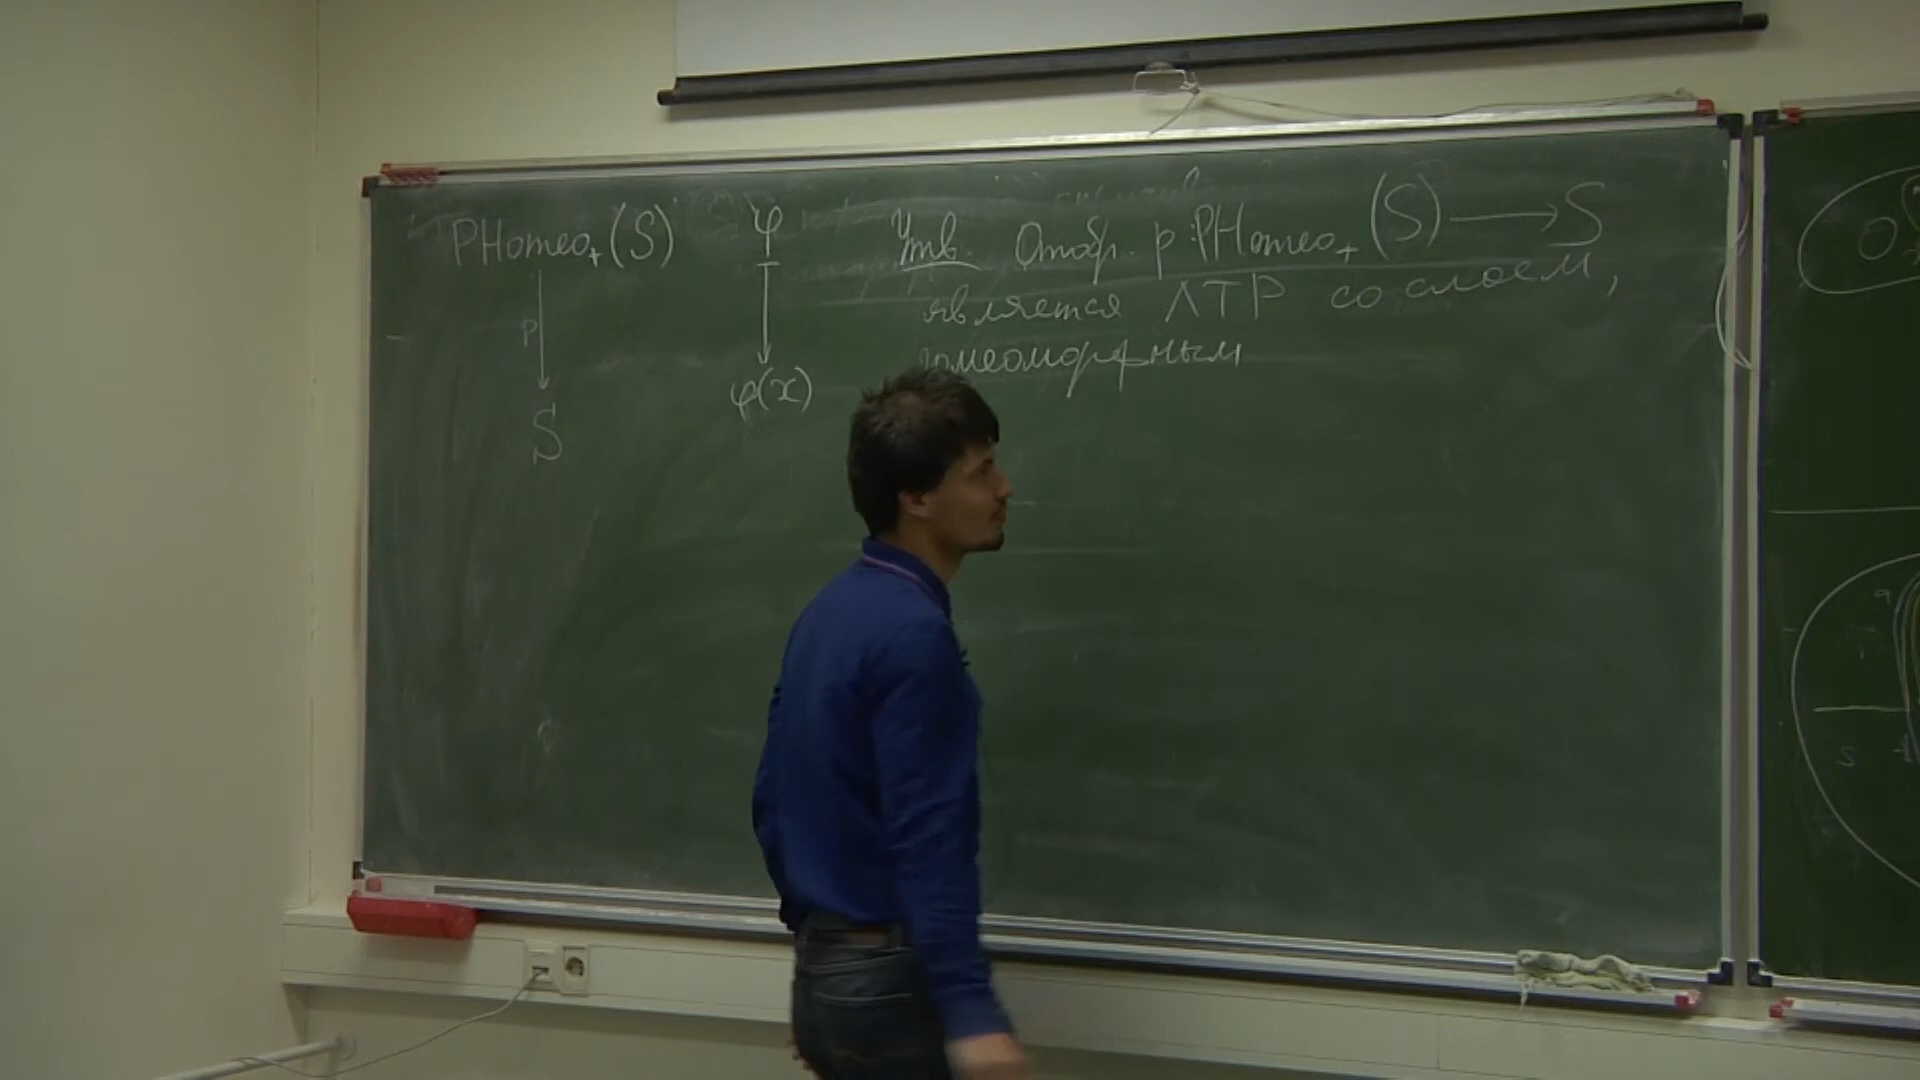 PHomeo₊(S)
p
S
φ
φ(x)
Утв. Отобр. p: PHomeo₊(S) ⟶ S
является ЛТР со слоем,
гомеоморфным